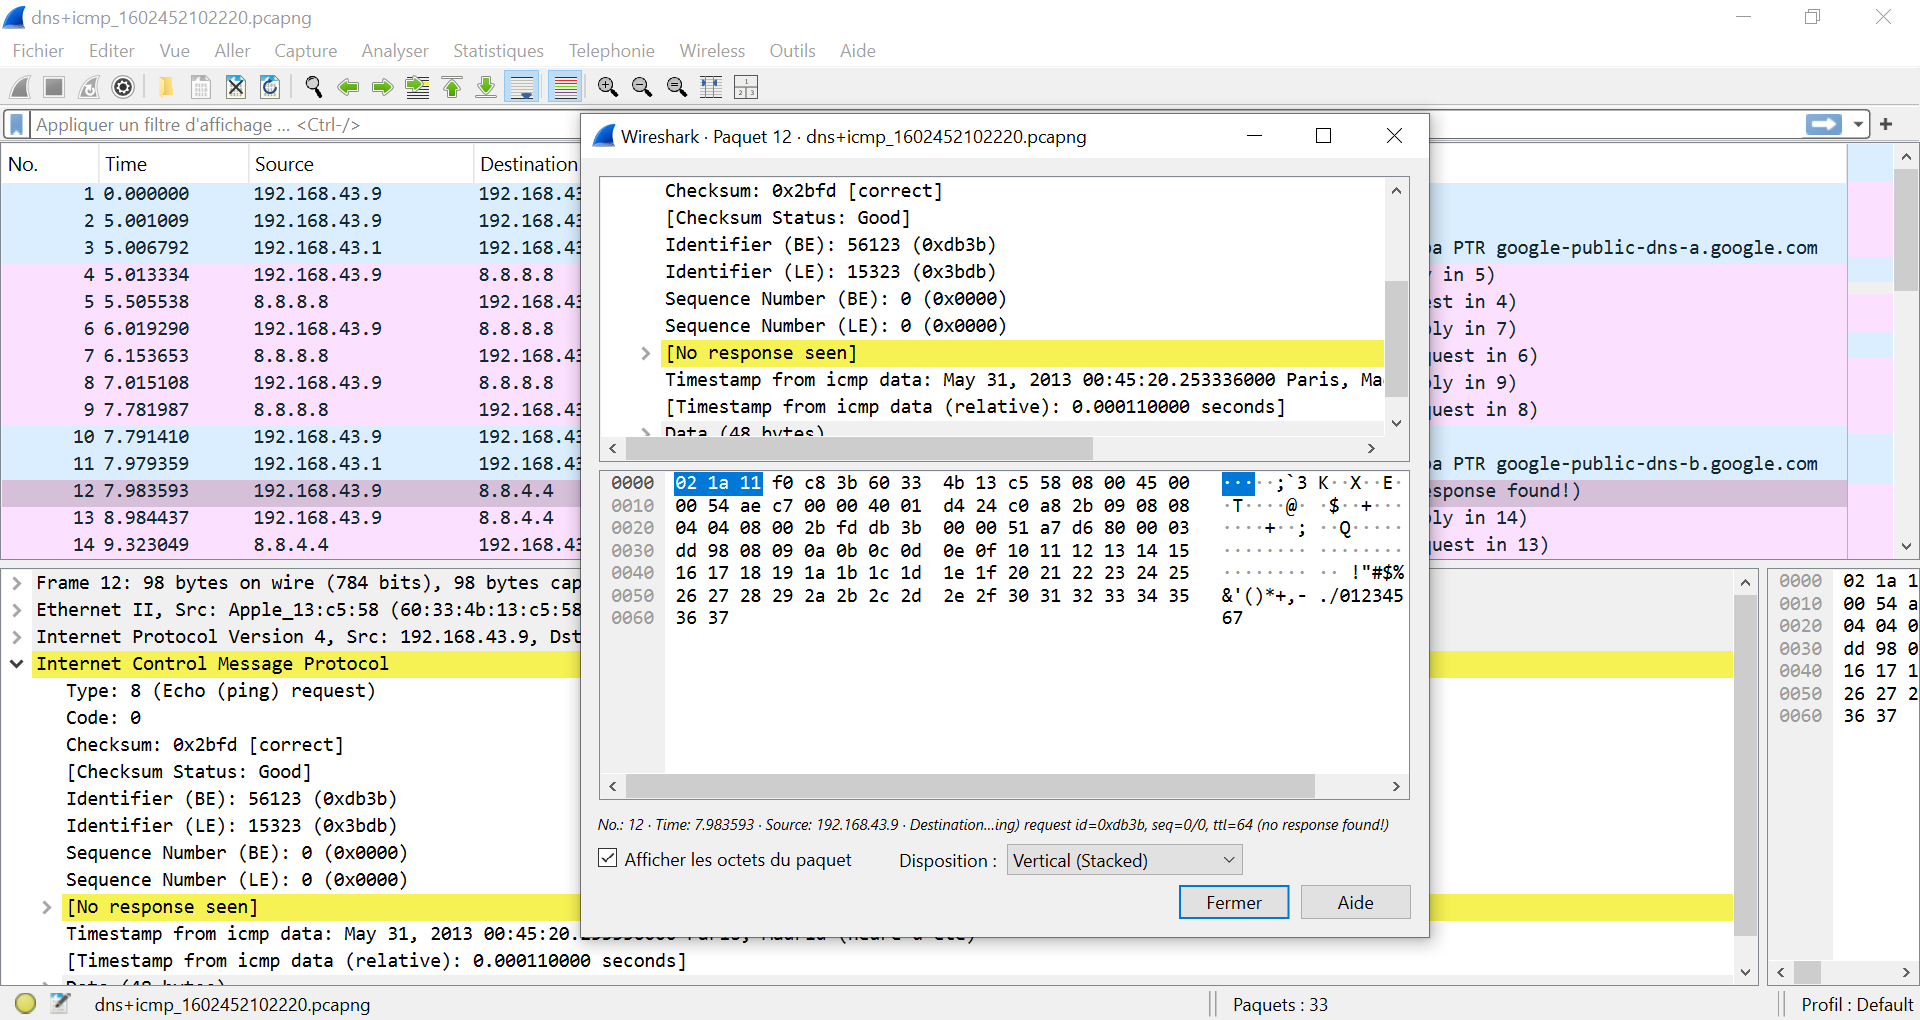 dns+icmp_1602452102220.pcapng
Fichier Editer Vue Aller Capture Analyser Statistiques Telephonie Wireless Outils Aide
Appliquer un filtre d'affichage ... <Ctrl-/>
No. Time Source Destination
1 0.000000 192.168.43.9 192.168.43
2 5.001009 192.168.43.9 192.168.43
3 5.006792 192.168.43.1 192.168.43 pa PTR google-public-dns-a.google.com
4 5.013334 192.168.43.9 8.8.8.8 y in 5)
5 5.505538 8.8.8.8 192.168.43 est in 4)
6 6.019290 192.168.43.9 8.8.8.8 ly in 7)
7 6.153653 8.8.8.8 192.168.43 uest in 6)
8 7.015108 192.168.43.9 8.8.8.8 ly in 9)
9 7.781987 8.8.8.8 192.168.43 uest in 8)
10 7.791410 192.168.43.9 192.168.43
11 7.979359 192.168.43.1 192.168.43 pa PTR google-public-dns-b.google.com
12 7.983593 192.168.43.9 8.8.4.4 sponse found!)
13 8.984437 192.168.43.9 8.8.4.4 ly in 14)
14 9.323049 8.8.4.4 192.168.43 uest in 13)
Frame 12: 98 bytes on wire (784 bits), 98 bytes cap
Ethernet II, Src: Apple_13:c5:58 (60:33:4b:13:c5:58
Internet Protocol Version 4, Src: 192.168.43.9, Dst
Internet Control Message Protocol
Type: 8 (Echo (ping) request)
Code: 0
Checksum: 0x2bfd [correct]
[Checksum Status: Good]
Identifier (BE): 56123 (0xdb3b)
Identifier (LE): 15323 (0x3bdb)
Sequence Number (BE): 0 (0x0000)
Sequence Number (LE): 0 (0x0000)
[No response seen]
Timestamp from icmp data: May 31, 2013 00:45:20.253336000 Paris, Madrid (heure d'été)
[Timestamp from icmp data (relative): 0.000110000 seconds]
Data (48 bytes)
0000 02 1a 1
0010 00 54 a
0020 04 04 0
0030 dd 98 0
0040 16 17 1
0050 26 27 2
0060 36 37
Wireshark · Paquet 12 · dns+icmp_1602452102220.pcapng
Checksum: 0x2bfd [correct]
[Checksum Status: Good]
Identifier (BE): 56123 (0xdb3b)
Identifier (LE): 15323 (0x3bdb)
Sequence Number (BE): 0 (0x0000)
Sequence Number (LE): 0 (0x0000)
[No response seen]
Timestamp from icmp data: May 31, 2013 00:45:20.253336000 Paris, Ma
[Timestamp from icmp data (relative): 0.000110000 seconds]
Data (48 bytes)
0000 02 1a 11 f0 c8 3b 60 33 4b 13 c5 58 08 00 45 00 ·····;`3 K··X··E·
0010 00 54 ae c7 00 00 40 01 d4 24 c0 a8 2b 09 08 08 ·T····@· ·$··+···
0020 04 04 08 00 2b fd db 3b 00 00 51 a7 d6 80 00 03 ····+··; ··Q·····
0030 dd 98 08 09 0a 0b 0c 0d 0e 0f 10 11 12 13 14 15 ········ ········
0040 16 17 18 19 1a 1b 1c 1d 1e 1f 20 21 22 23 24 25 ········ ·· !"#$%
0050 26 27 28 29 2a 2b 2c 2d 2e 2f 30 31 32 33 34 35 &'()*+,- ./012345
0060 36 37 67
No.: 12 · Time: 7.983593 · Source: 192.168.43.9 · Destination...ing) request id=0xdb3b, seq=0/0, ttl=64 (no response found!)
Afficher les octets du paquet Disposition : Vertical (Stacked)
Fermer Aide
dns+icmp_1602452102220.pcapng Paquets : 33 Profil : Default